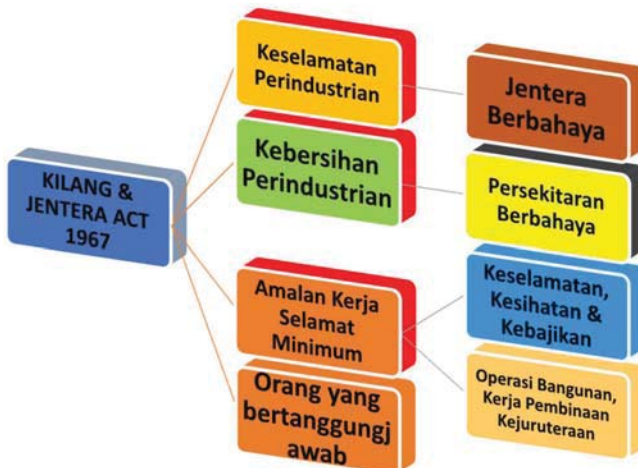 KILANG &
JENTERA ACT
1967
Keselamatan
Perindustrian
Kebersihan
Perindustrian
Amalan Kerja
Selamat
Minimum
Orang yang
bertanggungj
awab
Jentera
Berbahaya
Persekitaran
Berbahaya
Keselamatan,
Kesihatan &
Kebajikan
Operasi Bangunan,
Kerja Pembinaan
Kejuruteraan